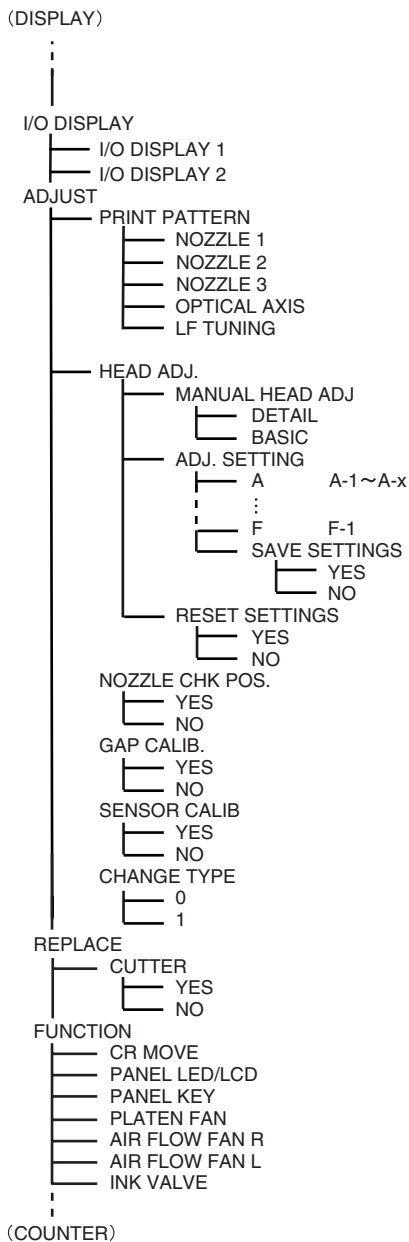 (DISPLAY)
I/O DISPLAY
I/O DISPLAY 1
I/O DISPLAY 2
ADJUST
PRINT PATTERN
NOZZLE 1
NOZZLE 2
NOZZLE 3
OPTICAL AXIS
LF TUNING
HEAD ADJ.
MANUAL HEAD ADJ
DETAIL
BASIC
ADJ. SETTING
A A-1～A-x
⋮
F F-1
SAVE SETTINGS
YES
NO
RESET SETTINGS
YES
NO
NOZZLE CHK POS.
YES
NO
GAP CALIB.
YES
NO
SENSOR CALIB
YES
NO
CHANGE TYPE
0
1
REPLACE
CUTTER
YES
NO
FUNCTION
CR MOVE
PANEL LED/LCD
PANEL KEY
PLATEN FAN
AIR FLOW FAN R
AIR FLOW FAN L
INK VALVE
(COUNTER)